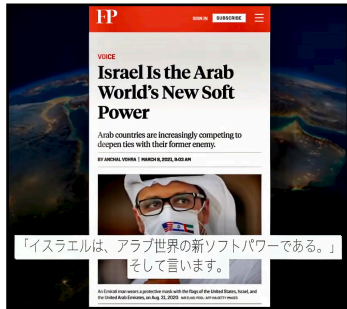 FP
SIGN IN
SUBSCRIBE
VOICE
Israel Is the Arab
World's New Soft
Power
Arab countries are increasingly competing to
deepen ties with their former enemy.
BY ANCHAL VOHRA | MARCH 8, 2021, 9:03 AM
「イスラエルは、アラブ世界の新ソフトパワーである。」
そして言います。
An Emirati man wears a protective mask with the flags of the United States, Israel, and
the United Arab Emirates, on Aug. 31, 2020.